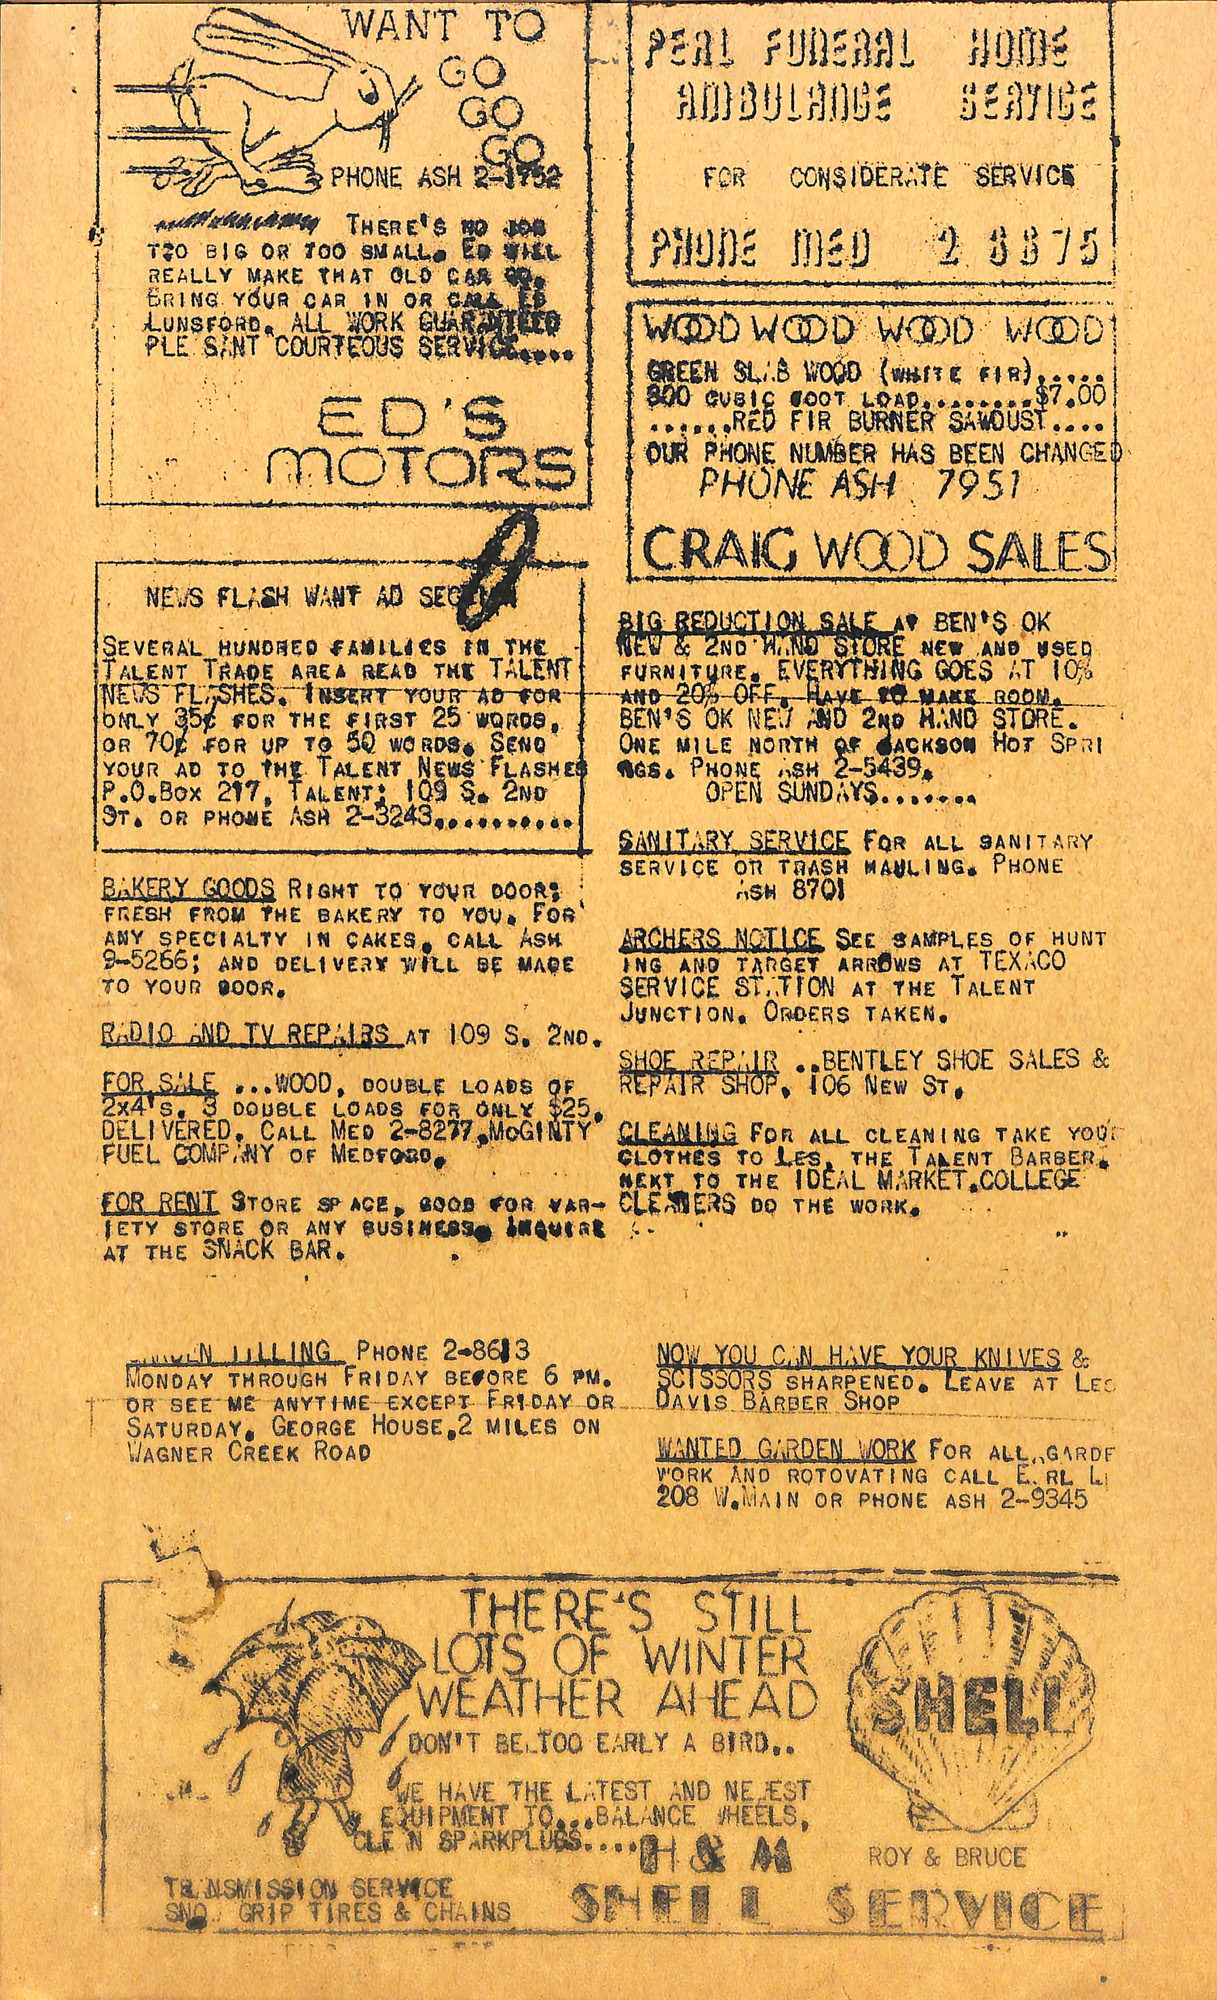 WANT TO
GO
GO
GO
PHONE ASH 2-1752
THERE'S NO JOB
TOO BIG OR TOO SMALL. ED WILL
REALLY MAKE THAT OLD CAR GO.
BRING YOUR CAR IN OR CALL ED
LUNSFORD. ALL WORK GUARANTEED
PLE SANT COURTEOUS SERVICE.....
ED'S
MOTORS
PERL FUNERAL HOME
AMBULANCE SERVICE
FOR CONSIDERATE SERVICE
PHONE MED 2 8875
WOOD WOOD WOOD WOOD
GREEN SLAB WOOD (WHITE FIR).....
800 CUBIC FOOT LOAD........$7.00
......RED FIR BURNER SAWDUST....
OUR PHONE NUMBER HAS BEEN CHANGED
PHONE ASH 7951
CRAIG WOOD SALES
NEWS FLASH WANT AD SECTION
SEVERAL HUNDRED FAMILIES IN THE
TALENT TRADE AREA READ THE TALENT
NEWS FLASHES. INSERT YOUR AD FOR
ONLY 35¢ FOR THE FIRST 25 WORDS,
OR 70¢ FOR UP TO 50 WORDS. SEND
YOUR AD TO THE TALENT NEWS FLASHES
P.O.BOX 217, TALENT; 109 S. 2ND
ST. OR PHONE ASH 2-3243..........
BAKERY GOODS RIGHT TO YOUR DOOR;
FRESH FROM THE BAKERY TO YOU. FOR
ANY SPECIALTY IN CAKES, CALL ASH
9-5266; AND DELIVERY WILL BE MADE
TO YOUR DOOR.
RADIO AND TV REPAIRS AT 109 S. 2ND.
FOR SALE ...WOOD, DOUBLE LOADS OF
2X4'S. 3 DOUBLE LOADS FOR ONLY $25.
DELIVERED. CALL MED 2-8277.MCGINTY
FUEL COMPANY OF MEDFORD.
FOR RENT STORE SPACE, GOOD FOR VAR-
IETY STORE OR ANY BUSINESS. INQUIRE
AT THE SNACK BAR.
BIG REDUCTION SALE AT BEN'S OK
NEW & 2ND HAND STORE NEW AND USED
FURNITURE. EVERYTHING GOES AT 10%
AND 20% OFF. HAVE TO MAKE ROOM.
BEN'S OK NEW AND 2ND HAND STORE.
ONE MILE NORTH OF JACKSON HOT SPRI
NGS. PHONE ASH 2-5439.
OPEN SUNDAYS........
SANITARY SERVICE FOR ALL SANITARY
SERVICE OR TRASH HAULING. PHONE
ASH 8701
ARCHERS NOTICE SEE SAMPLES OF HUNT
ING AND TARGET ARROWS AT TEXACO
SERVICE STATION AT THE TALENT
JUNCTION. ORDERS TAKEN.
SHOE REPAIR ..BENTLEY SHOE SALES &
REPAIR SHOP. 106 NEW ST.
CLEANING FOR ALL CLEANING TAKE YOUR
CLOTHES TO LES, THE TALENT BARBER.
NEXT TO THE IDEAL MARKET.COLLEGE
CLEANERS DO THE WORK.
TILLING PHONE 2-8613
MONDAY THROUGH FRIDAY BEFORE 6 PM.
OR SEE ME ANYTIME EXCEPT FRIDAY OR
SATURDAY. GEORGE HOUSE.2 MILES ON
WAGNER CREEK ROAD
NOW YOU CAN HAVE YOUR KNIVES &
SCISSORS SHARPENED. LEAVE AT LES
DAVIS BARBER SHOP
WANTED GARDEN WORK FOR ALL GARDE
WORK AND ROTOVATING CALL EARL
208 W.MAIN OR PHONE ASH 2-9345
THERE'S STILL
LOTS OF WINTER
WEATHER AHEAD
DON'T BE TOO EARLY A BIRD..
WE HAVE THE LATEST AND NEWEST
EQUIPMENT TO...BALANCE WHEELS,
CLEAN SPARKPLUGS....
H & M
SHELL SERVICE
TRANSMISSION SERVICE
SNOW GRIP TIRES & CHAINS
SHELL
ROY & BRUCE